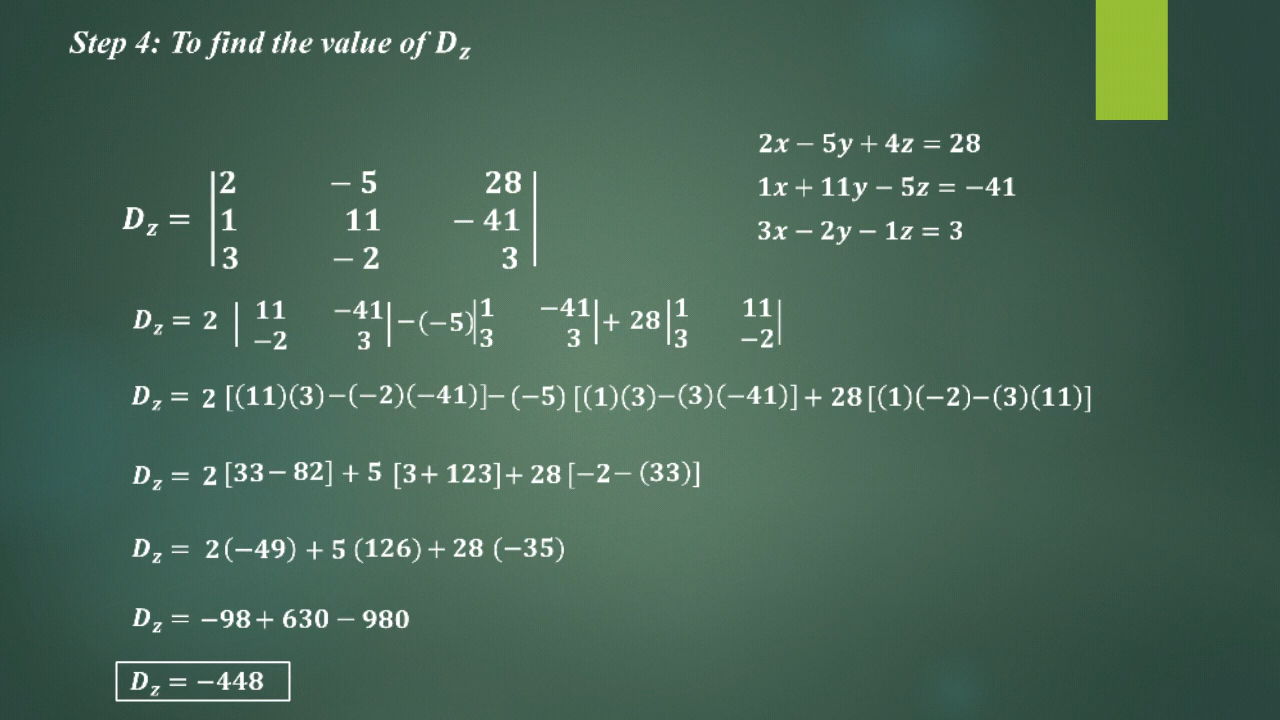 Step 4: To find the value of D_z
2x − 5y + 4z = 28
1x + 11y − 5z = −41
3x − 2y − 1z = 3
D_z = |2 − 5 28|
|1 11 − 41|
|3 − 2 3|
D_z = 2 | 11 −41 | −(−5) |1 −41| + 28 |1 11|
| −2 3 | |3 3| |3 −2|
D_z = 2 [(11)(3)−(−2)(−41)]− (−5) [(1)(3)−(3)(−41)] + 28 [(1)(−2)−(3)(11)]
D_z = 2 [33 − 82] + 5 [3 + 123] + 28 [−2 − (33)]
D_z = 2 (−49) + 5 (126) + 28 (−35)
D_z = −98 + 630 − 980
D_z = −448